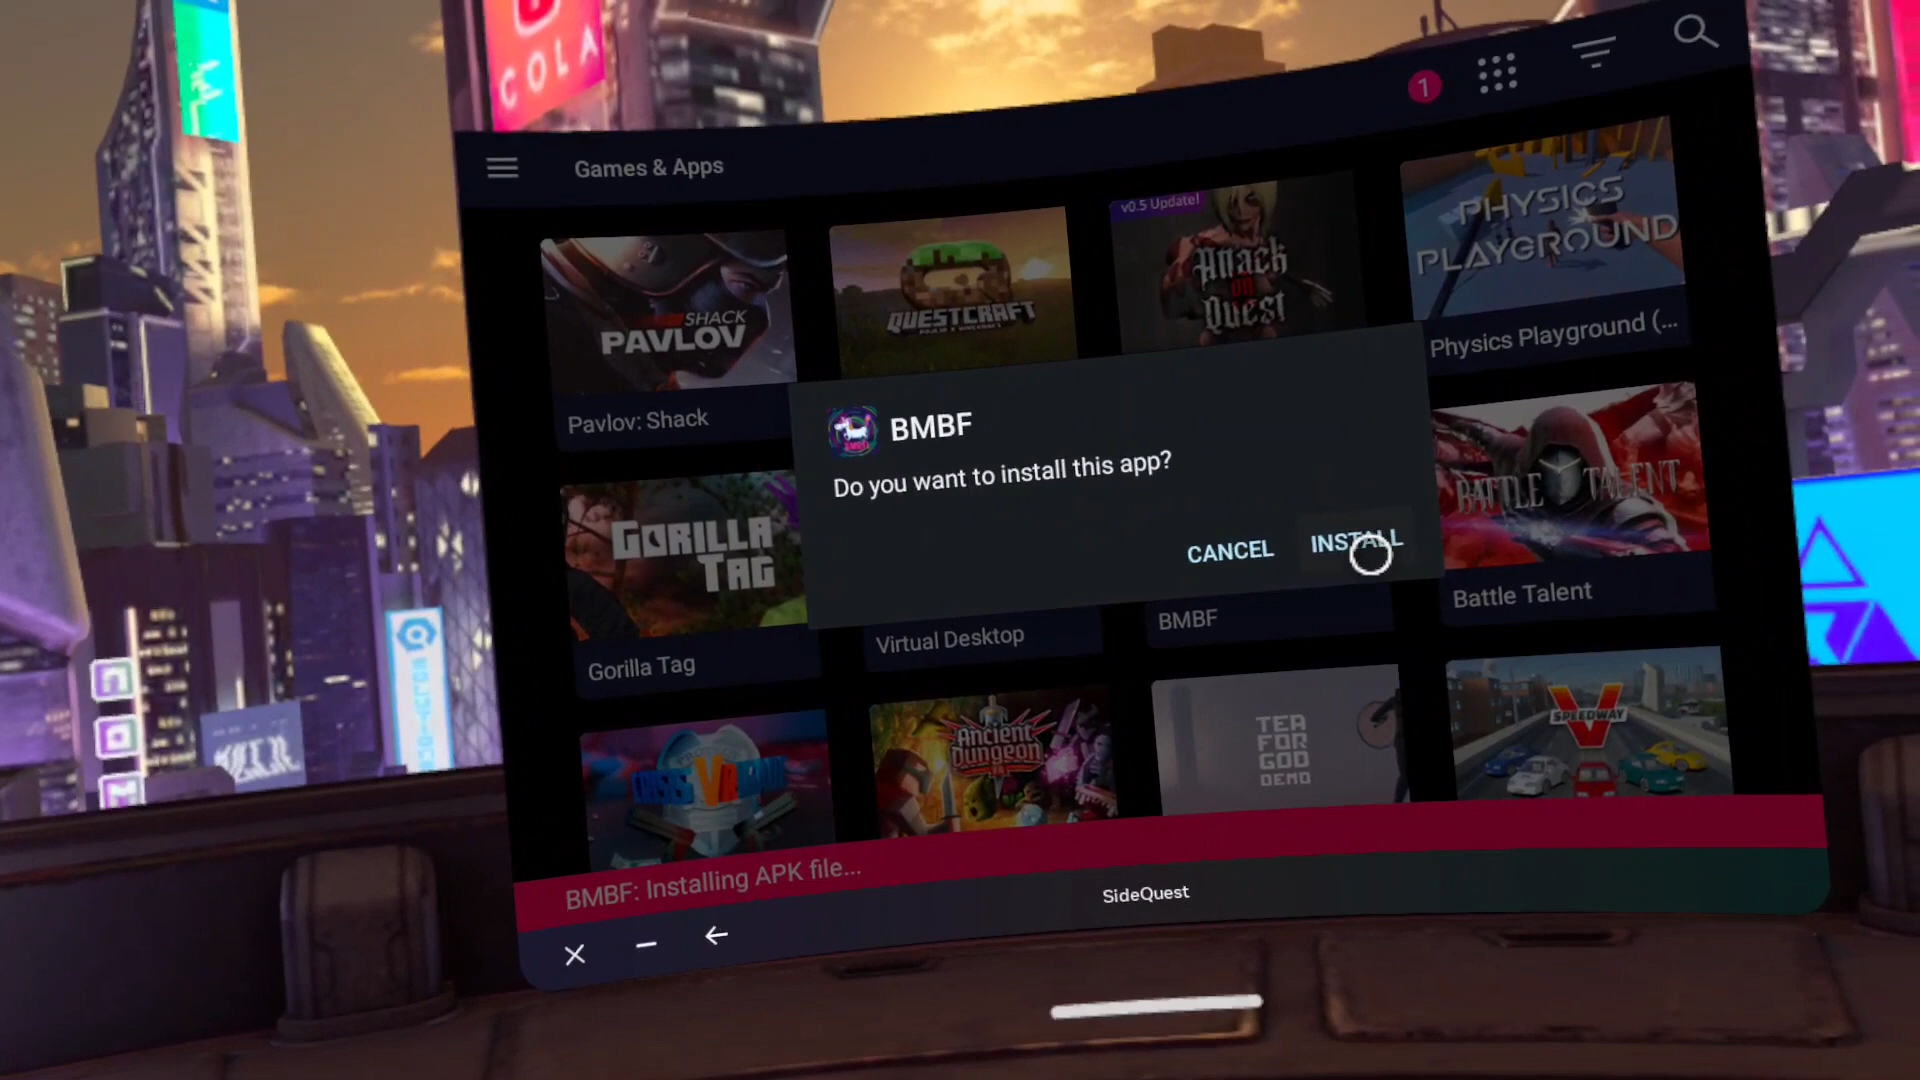 COLA
1
Games & Apps
v0.5 Update!
PHYSICS
PLAYGROUND
SHACK
PAVLOV
QUESTCRAFT
Attack
on
Quest
Physics Playground (...
Pavlov: Shack
BMBF
Do you want to install this app?
CANCEL
INSTALL
GORILLA
TAG
BATTLE TALENT
Battle Talent
Virtual Desktop
BMBF
Gorilla Tag
Ancient
Dungeon
TEA
FOR
GOD
DEMO
V
SPEEDWAY
BMBF: Installing APK file...
SideQuest